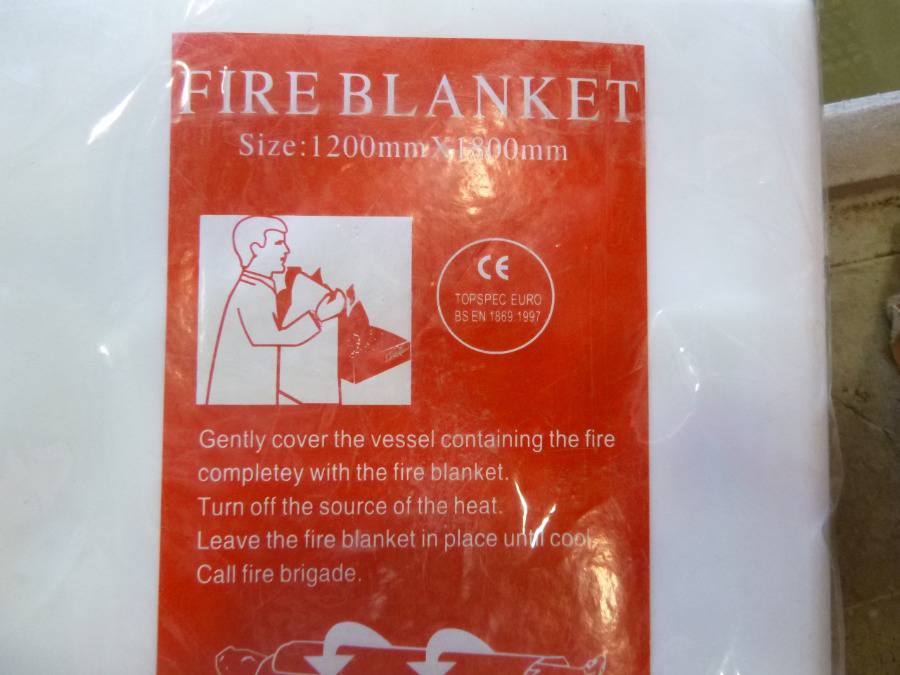 FIRE BLANKET
Size:1200mmX1800mm
CE
TOPSPEC EURO
BS EN 1869:1997
Gently cover the vessel containing the fire
completey with the fire blanket.
Turn off the source of the heat.
Leave the fire blanket in place until cool.
Call fire brigade.